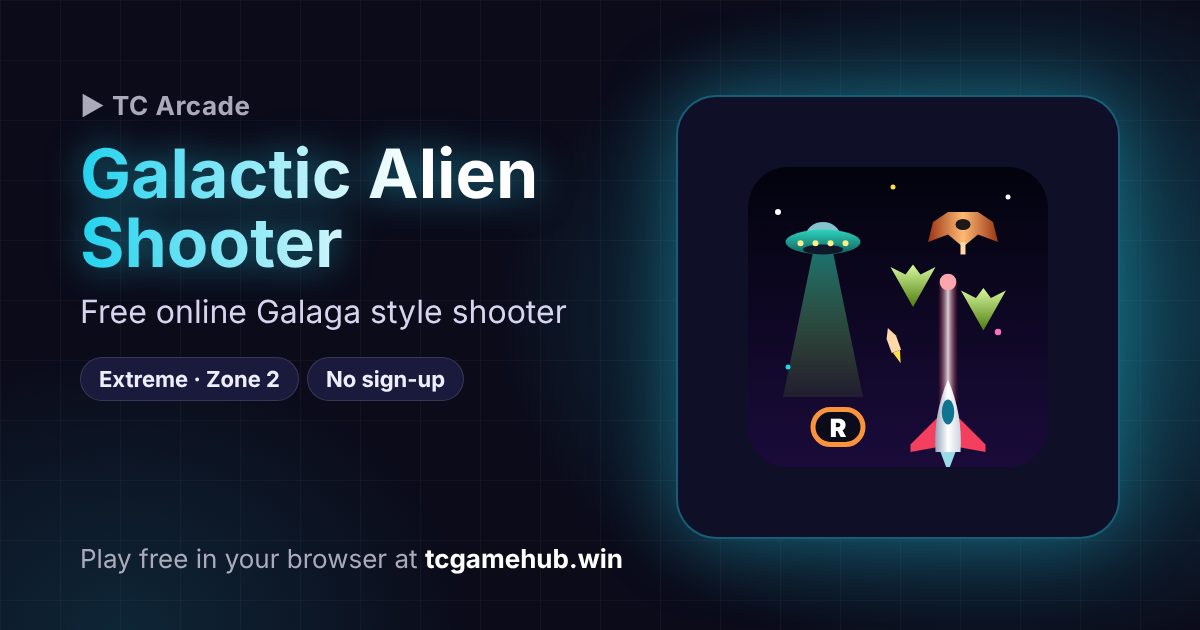 ▶ TC Arcade
Galactic Alien
Shooter
Free online Galaga style shooter
Extreme · Zone 2
No sign-up
R
Play free in your browser at tcgamehub.win